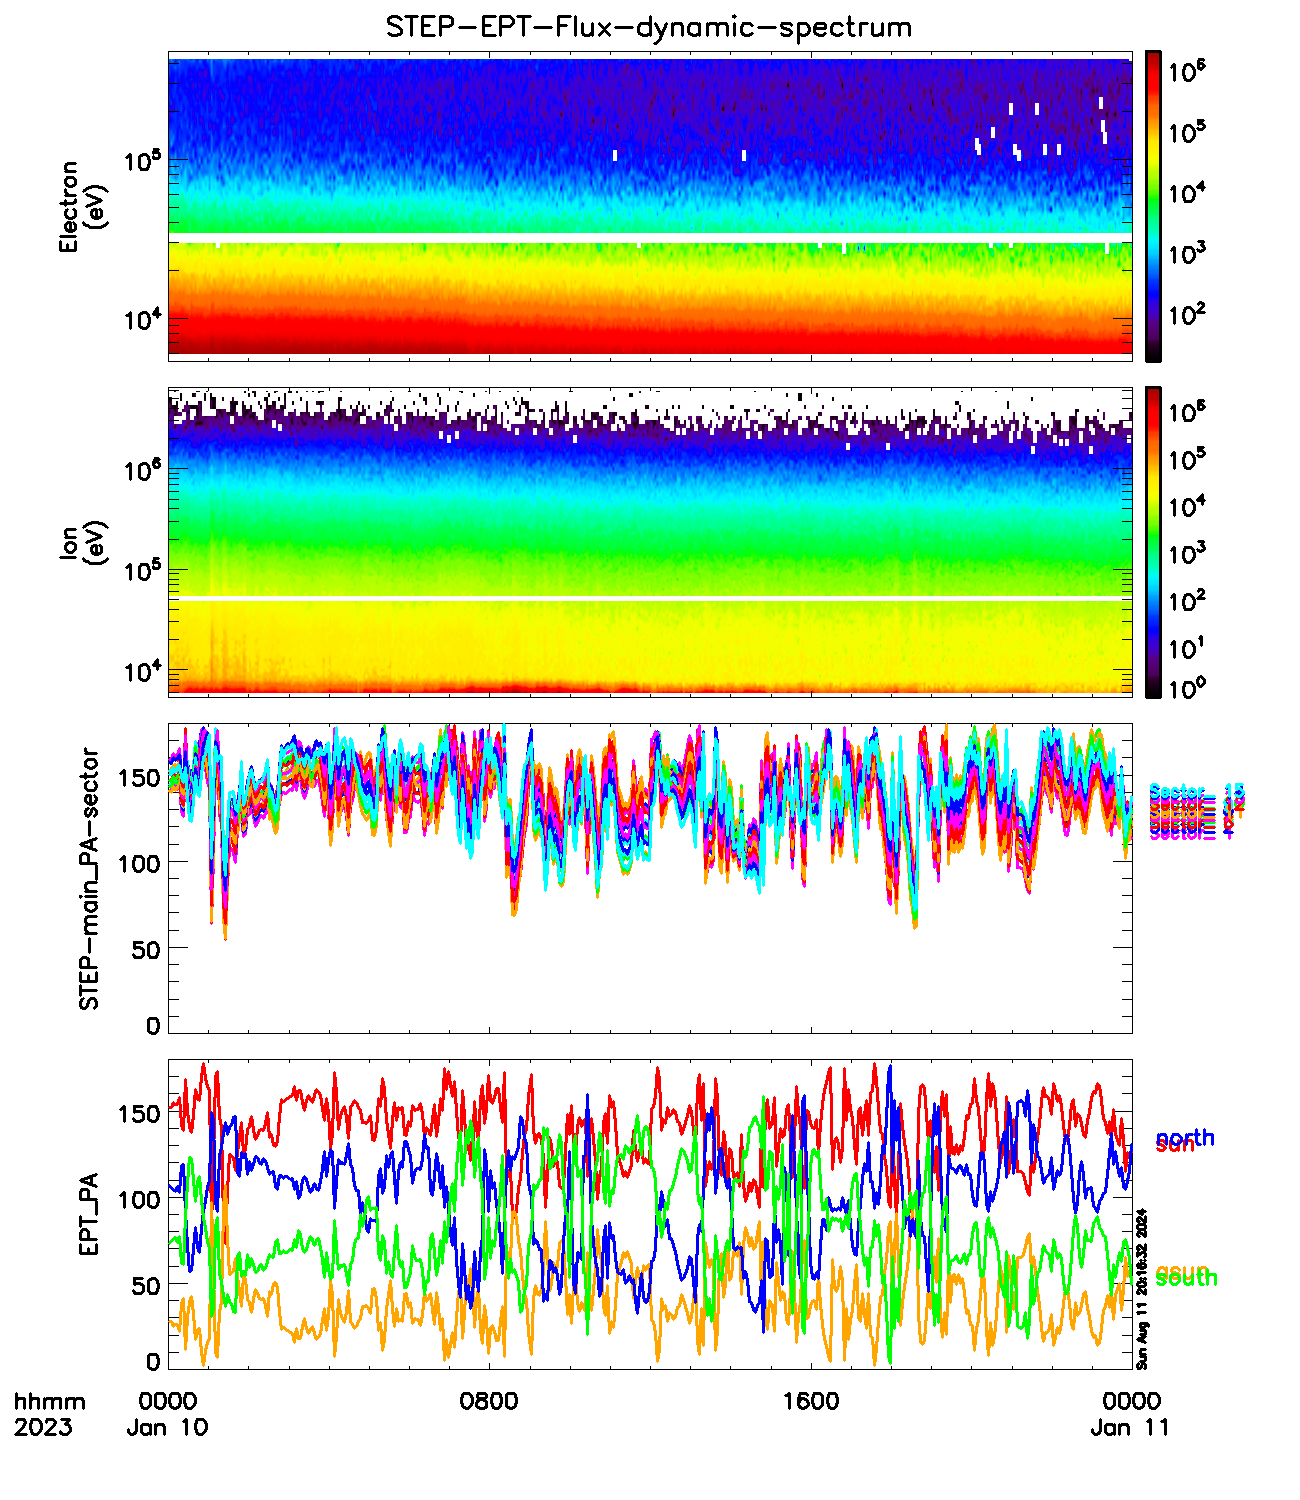 STEP-EPT-Flux-dynamic-spectrum
Electron
(eV)
10^5
10^4
10^6
10^5
10^4
10^3
10^2
Ion
(eV)
10^6
10^5
10^4
10^6
10^5
10^4
10^3
10^2
10^1
10^0
STEP-main_PA-sector
150
100
50
0
Sector_ 15
EPT_PA
150
100
50
0
north
sun
asun
south
Sun Aug 11 20:16:32 2024
hhmm
2023
0000
Jan 10
0800
1600
0000
Jan 11